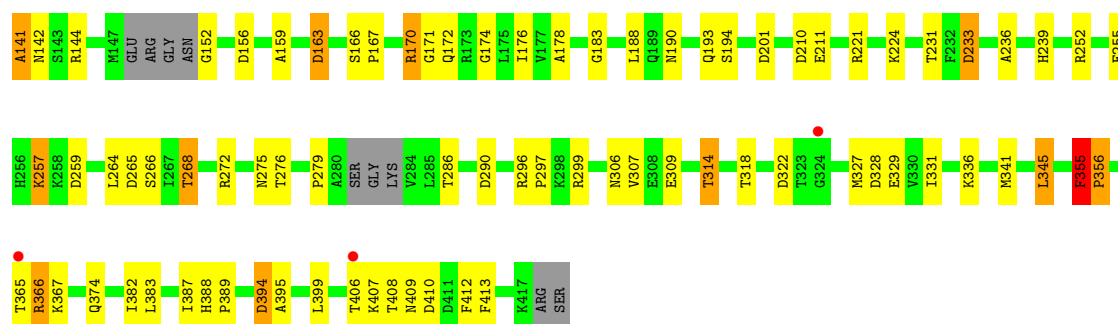 A141 N142 S143 R144 M147 GLU ARG GLY ASN G152 D156 A159 D163 S166 P167 R170 G171 Q172 R173 G174 L175 I176 V177 A178 G183 L188 Q189 N190 Q193 S194 D201 D210 E211 R221 K224 T231 F232 D233 A236 H239 R252
H256 K257 K258 D259 L264 D265 S266 I267 T268 R272 N275 T276 P279 A280 SER GLY LYS V284 L285 T286 D290 R296 P297 K298 R299 N306 V307 E308 E309 T314 T318 D322 T323 G324 M327 D328 E329 V330 I331 K336 M341 L345 F355 P356
T365 R366 K367 Q374 I382 L383 I387 H388 P389 D394 A395 L399 T406 K407 T408 N409 D410 D411 F412 F413 K417 ARG SER